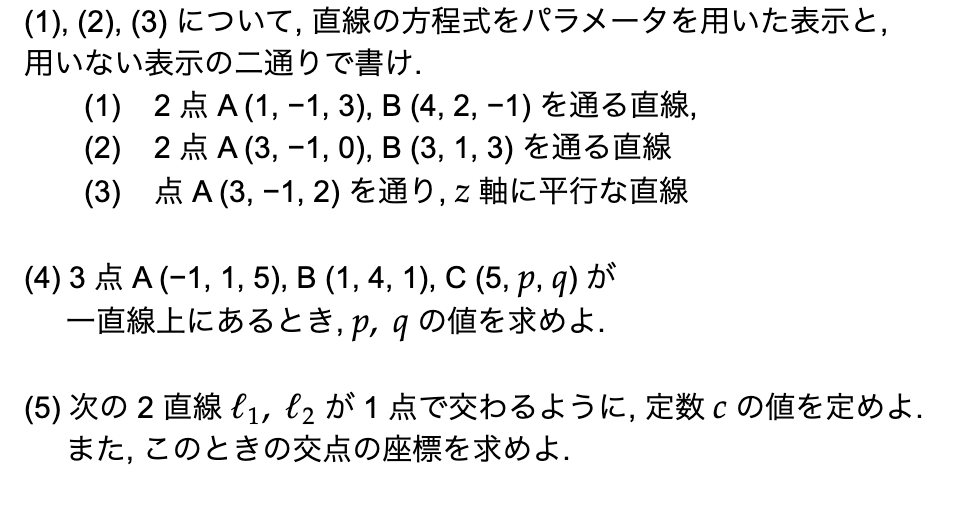 (1), (2), (3) について, 直線の方程式をパラメータを用いた表示と,
用いない表示の二通りで書け.
(1) 2 点 A (1, −1, 3), B (4, 2, −1) を通る直線,
(2) 2 点 A (3, −1, 0), B (3, 1, 3) を通る直線
(3) 点 A (3, −1, 2) を通り, z 軸に平行な直線
(4) 3 点 A (−1, 1, 5), B (1, 4, 1), C (5, p, q) が
一直線上にあるとき, p, q の値を求めよ.
(5) 次の 2 直線 ℓ₁, ℓ₂ が 1 点で交わるように, 定数 c の値を定めよ.
また, このときの交点の座標を求めよ.